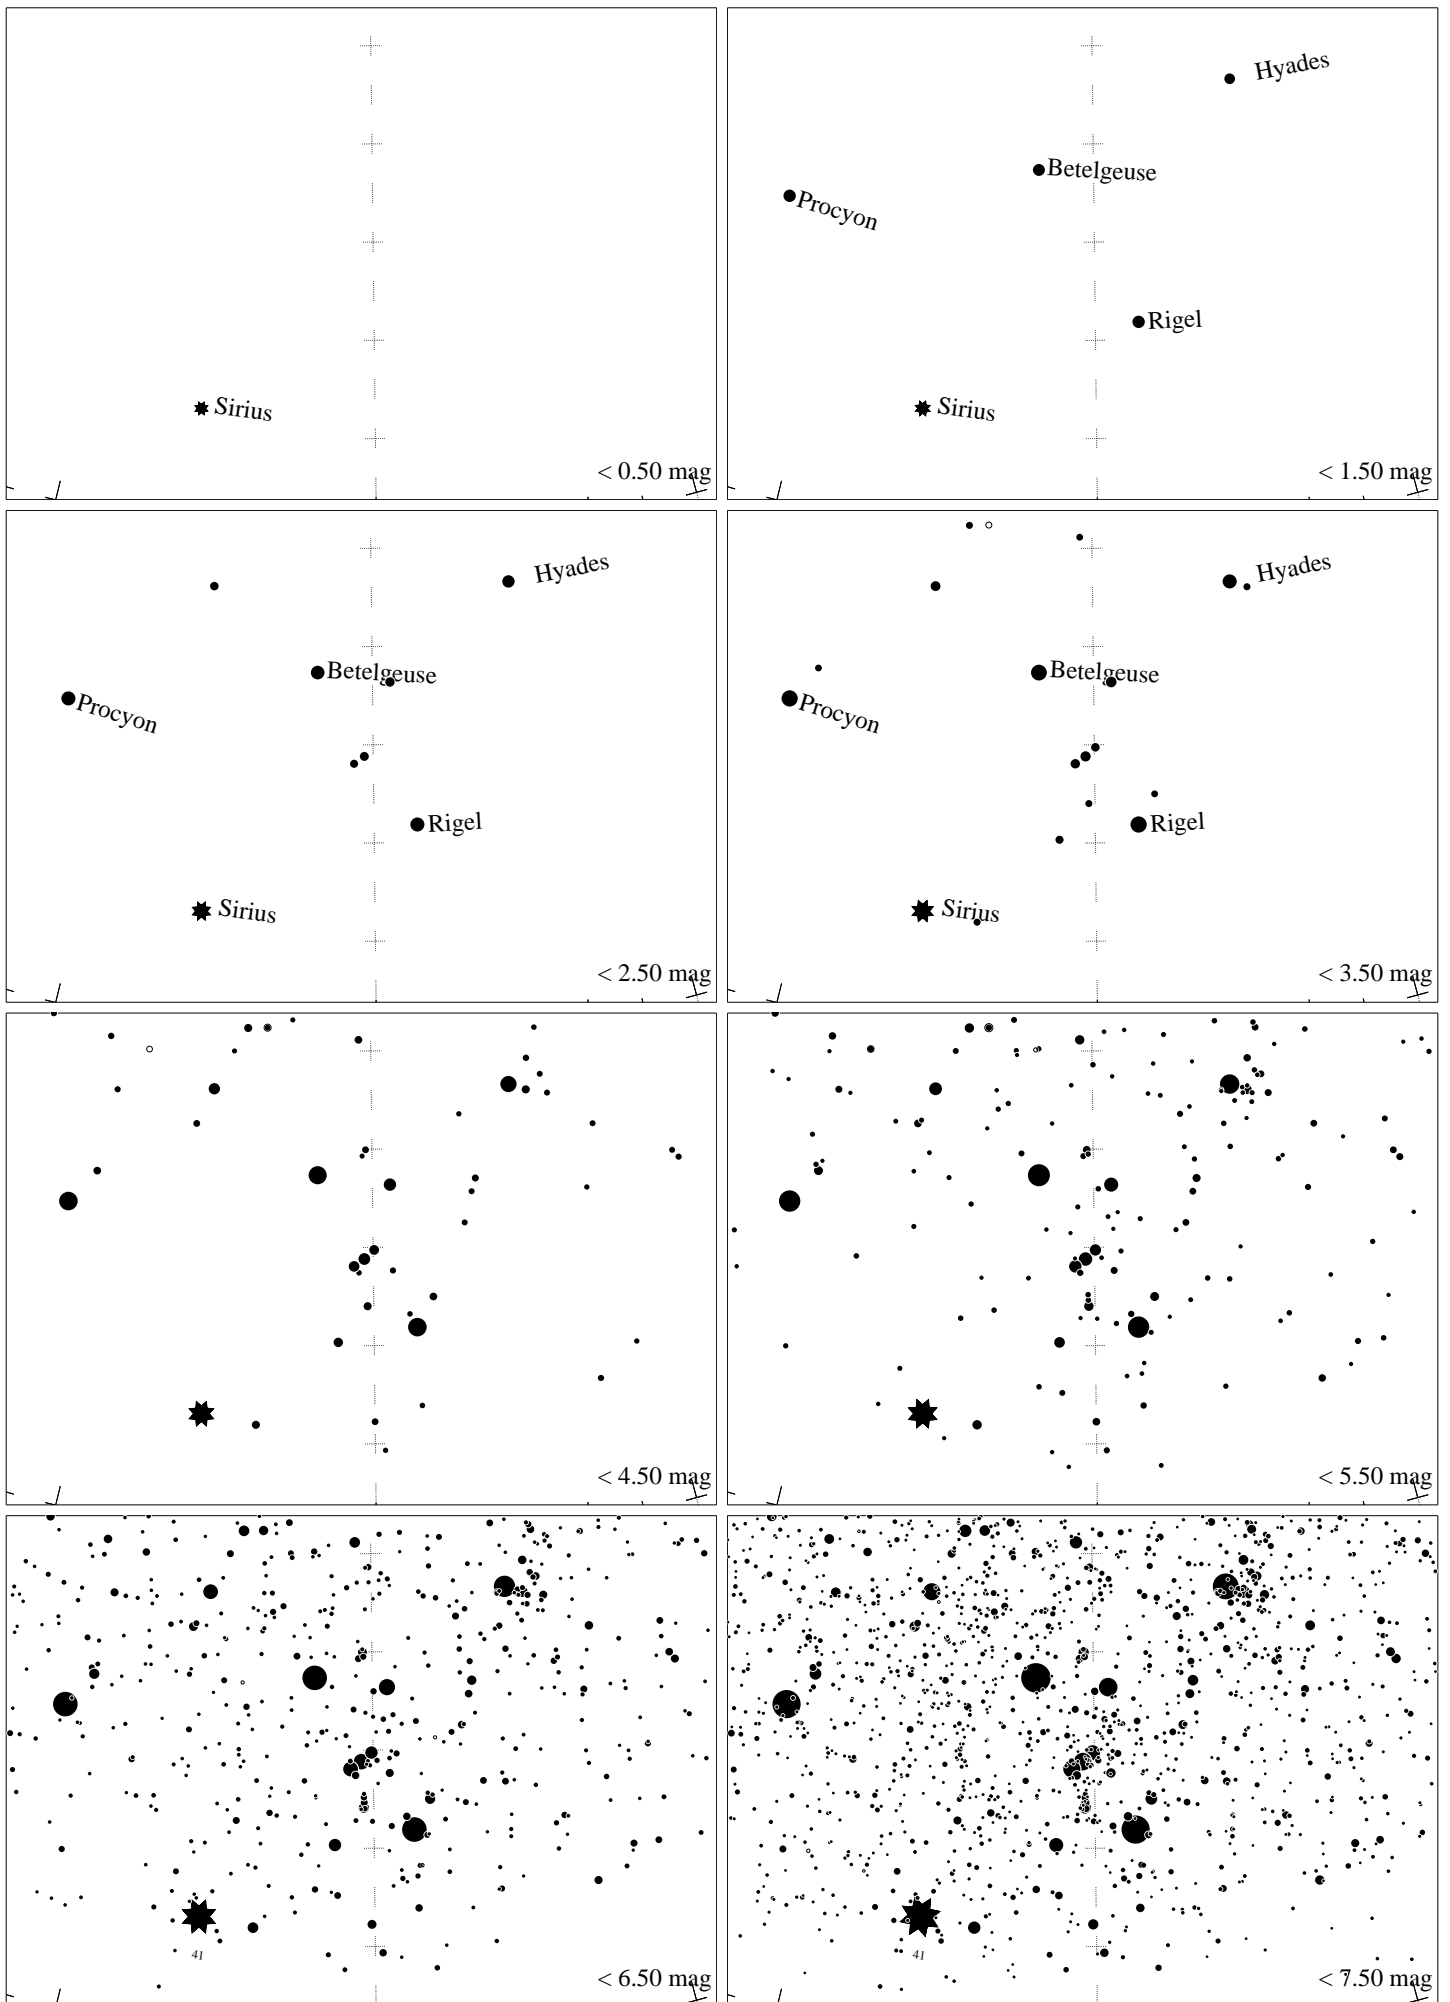 Sirius
< 0.50 mag
Hyades
Betelgeuse
Procyon
Rigel
Sirius
< 1.50 mag
Hyades
Betelgeuse
Procyon
Rigel
Sirius
< 2.50 mag
Hyades
Betelgeuse
Procyon
Rigel
Sirius
< 3.50 mag
< 4.50 mag
< 5.50 mag
41
< 6.50 mag
41
< 7.50 mag